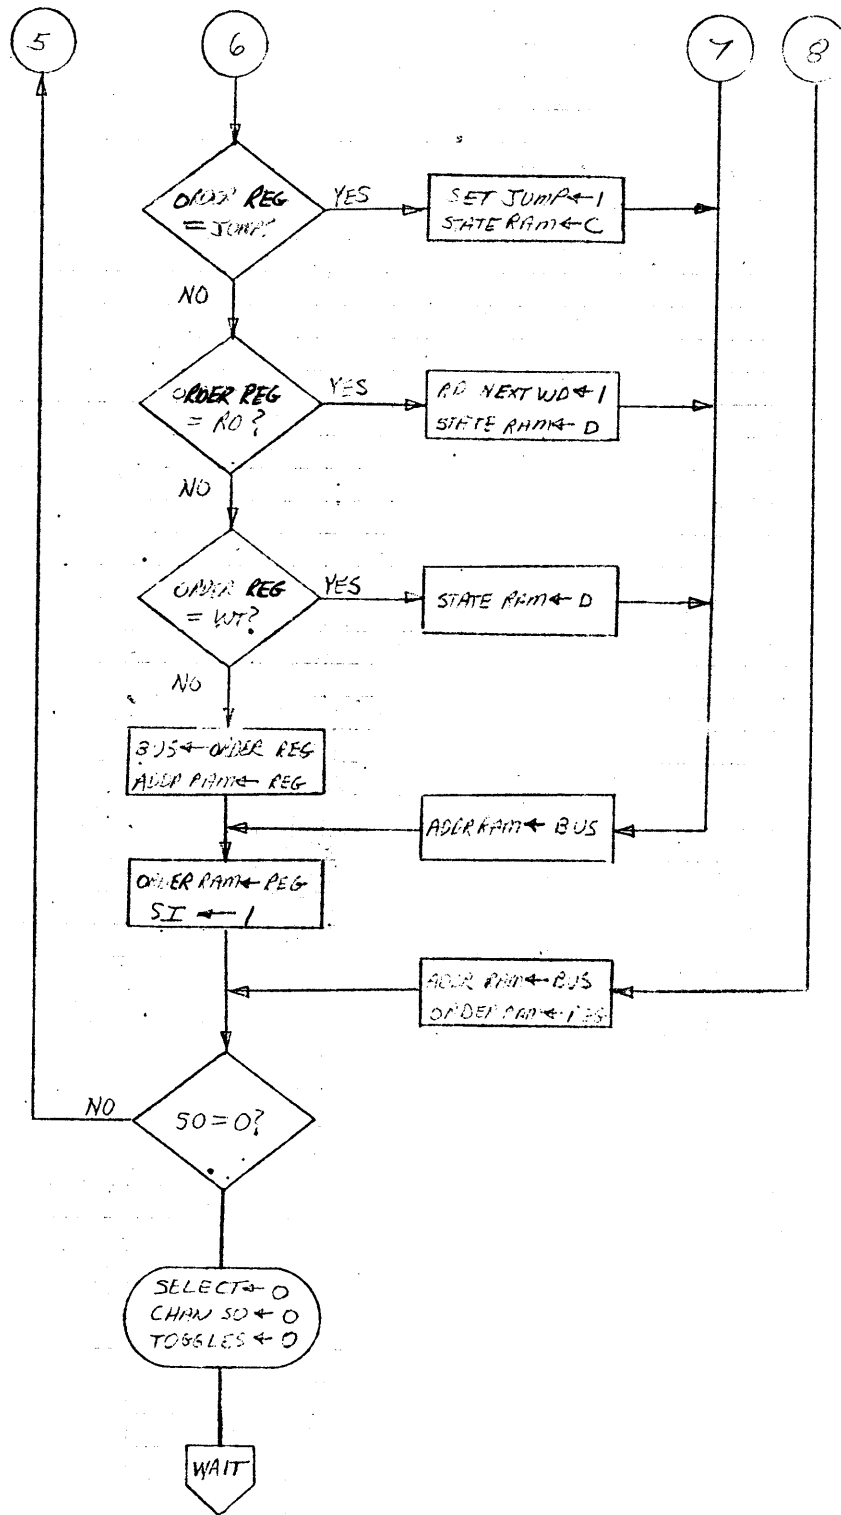 5
6
7
8
ORDER REG
= JUMP?
YES
SET JUMP←1
STATE RAM←C
NO
ORDER REG
= RD?
YES
RD NEXT WD←1
STATE RAM← D
NO
ORDER REG
= WT?
YES
STATE RAM← D
NO
BUS← ORDER REG
ADDR RAM← REG
ADDR RAM← BUS
ORDER RAM← REG
SI ← 1
ADDR RAM← BUS
ORDER RAM← REG
SO=0?
NO
SELECT← 0
CHAN SO ← 0
TOGGLES ← 0
WAIT